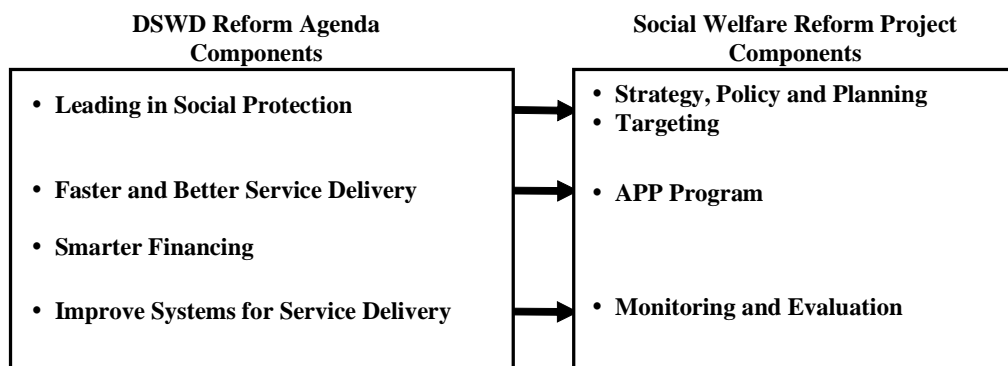 DSWD Reform Agenda
Components
Social Welfare Reform Project
Components
• Leading in Social Protection
• Faster and Better Service Delivery
• Smarter Financing
• Improve Systems for Service Delivery
• Strategy, Policy and Planning
• Targeting
• APP Program
• Monitoring and Evaluation